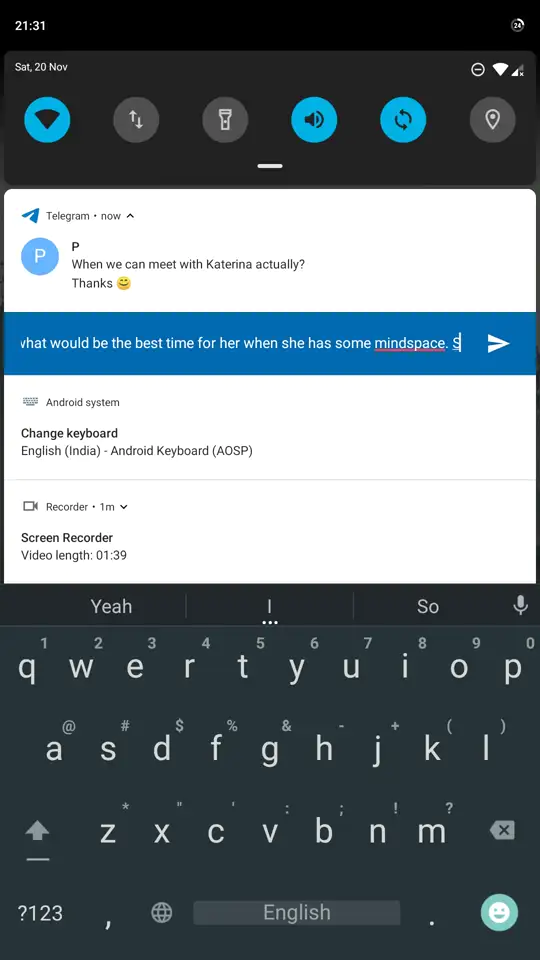 21:31
24
Sat, 20 Nov
Telegram • now
P
P
When we can meet with Katerina actually?
Thanks 😊
what would be the best time for her when she has some mindspace. S
Android system
Change keyboard
English (India) - Android Keyboard (AOSP)
Recorder • 1m
Screen Recorder
Video length: 01:39
Yeah I So
1 2 3 4 5 6 7 8 9 0
q w e r t y u i o p
@ # $ % & - + ( )
a s d f g h j k l
* " ' : ; ! ?
z x c v b n m
?123 , English .